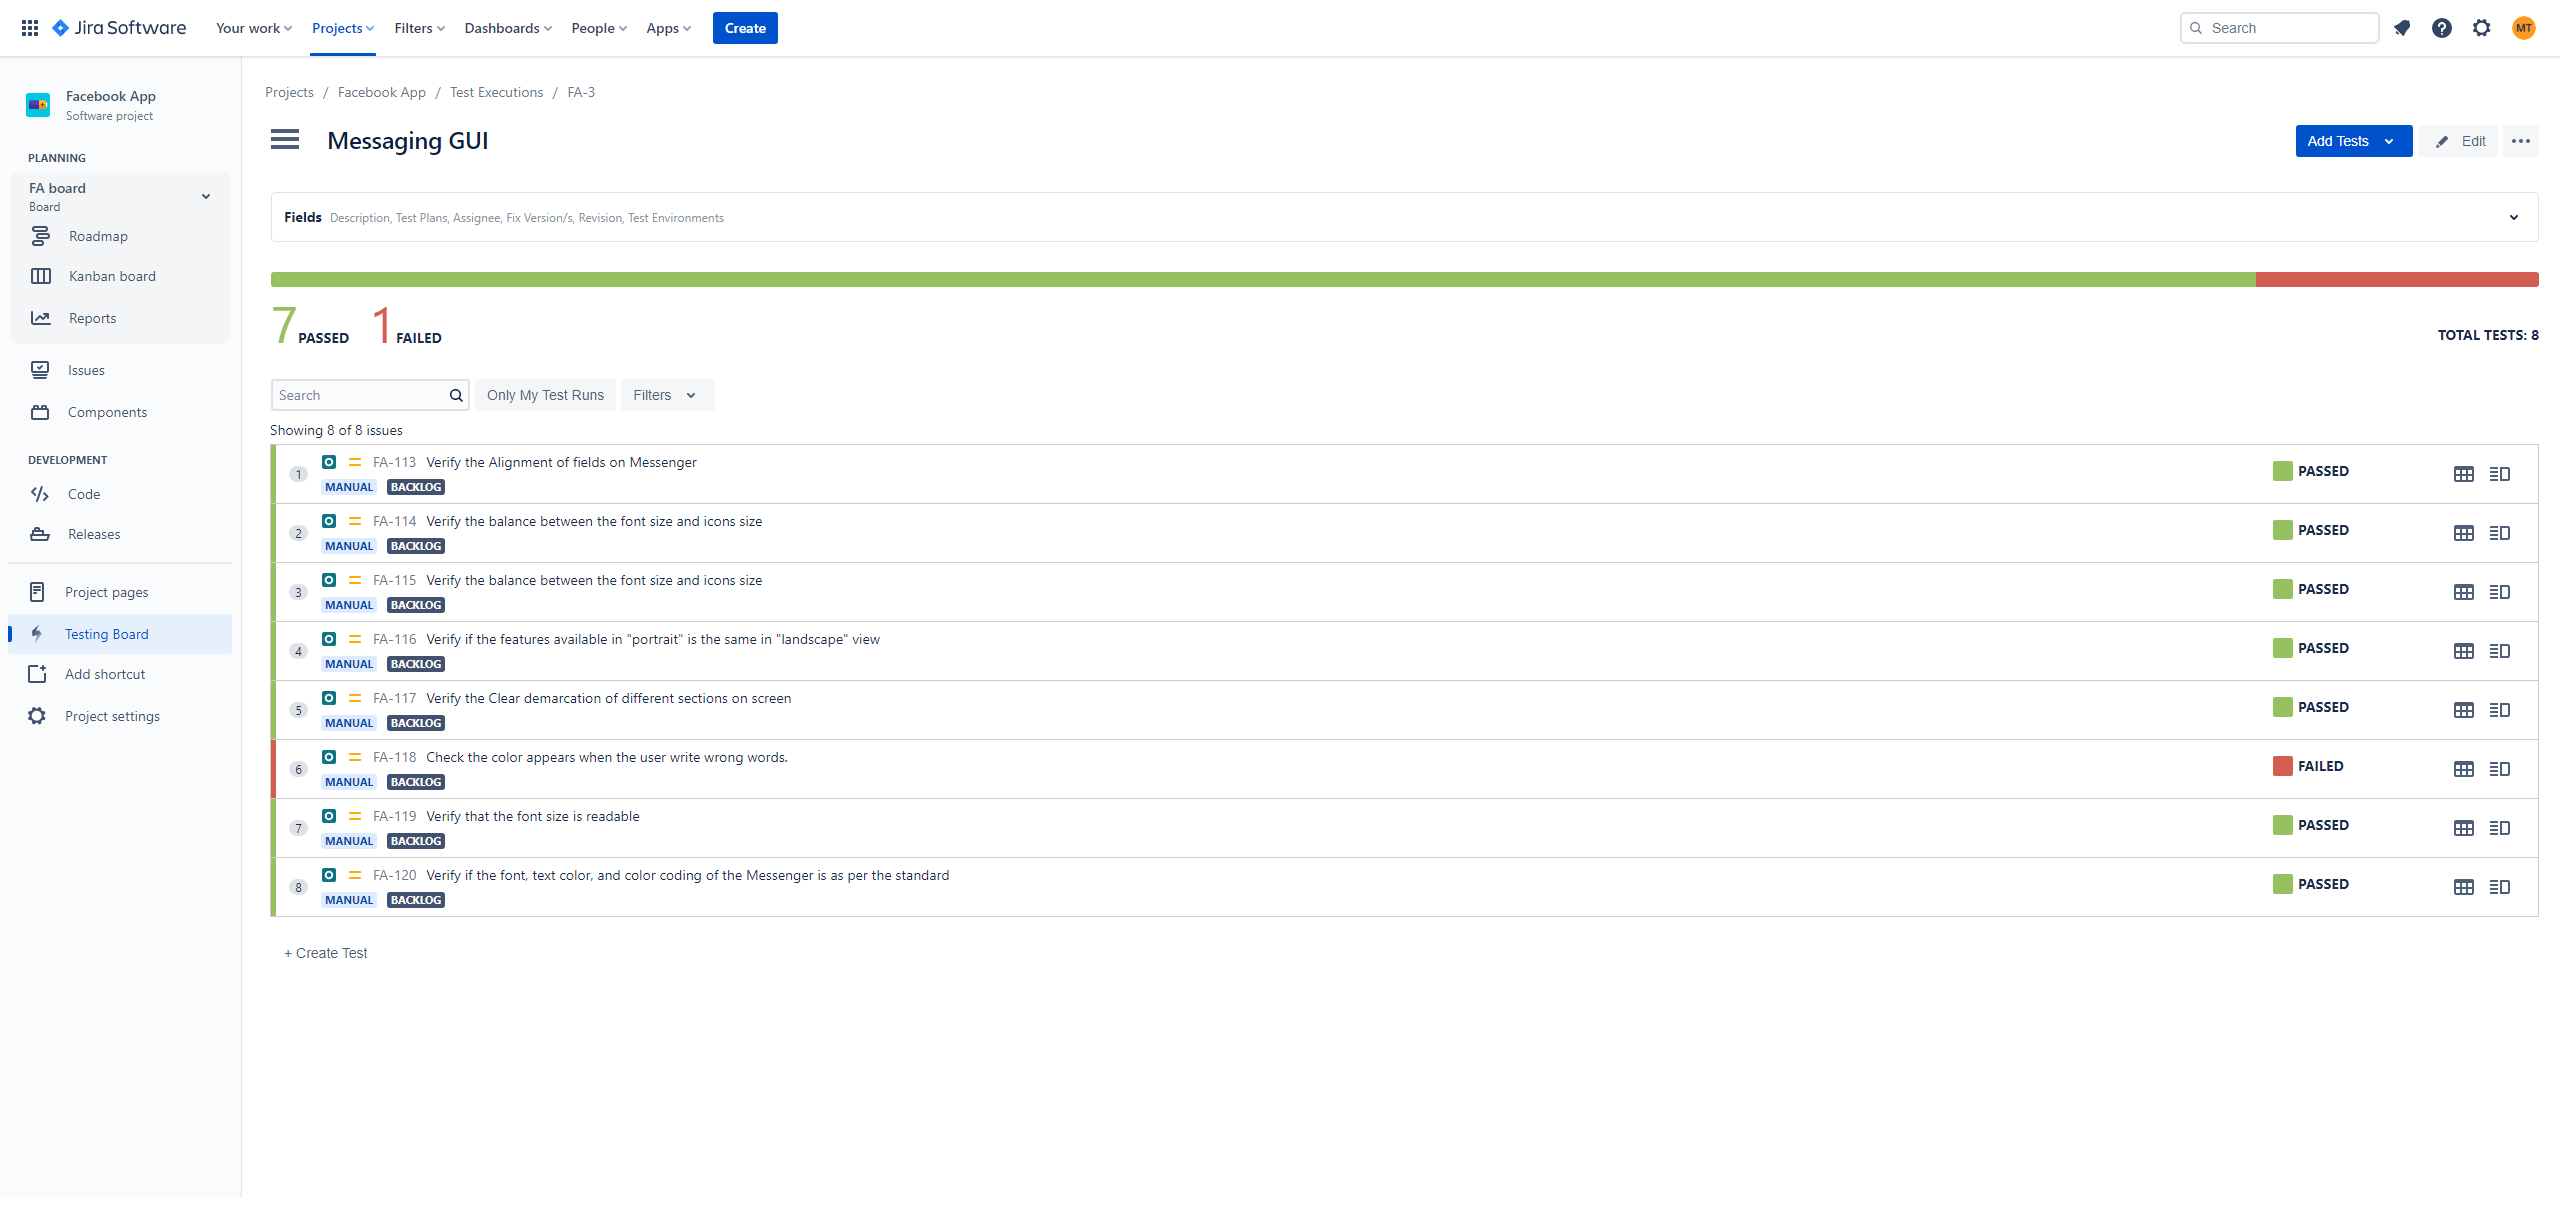 Jira Software Your work Projects Filters Dashboards People Apps Create Search MT
Facebook App
Software project
PLANNING
FA board
Board
Roadmap
Kanban board
Reports
Issues
Components
DEVELOPMENT
Code
Releases
Project pages
Testing Board
Add shortcut
Project settings
Projects / Facebook App / Test Executions / FA-3
Messaging GUI
Add Tests Edit
Fields Description, Test Plans, Assignee, Fix Version/s, Revision, Test Environments
7 PASSED 1 FAILED
TOTAL TESTS: 8
Search Only My Test Runs Filters
Showing 8 of 8 issues
1 FA-113 Verify the Alignment of fields on Messenger PASSED
MANUAL BACKLOG
2 FA-114 Verify the balance between the font size and icons size PASSED
MANUAL BACKLOG
3 FA-115 Verify the balance between the font size and icons size PASSED
MANUAL BACKLOG
4 FA-116 Verify if the features available in "portrait" is the same in "landscape" view PASSED
MANUAL BACKLOG
5 FA-117 Verify the Clear demarcation of different sections on screen PASSED
MANUAL BACKLOG
6 FA-118 Check the color appears when the user write wrong words. FAILED
MANUAL BACKLOG
7 FA-119 Verify that the font size is readable PASSED
MANUAL BACKLOG
8 FA-120 Verify if the font, text color, and color coding of the Messenger is as per the standard PASSED
MANUAL BACKLOG
+ Create Test